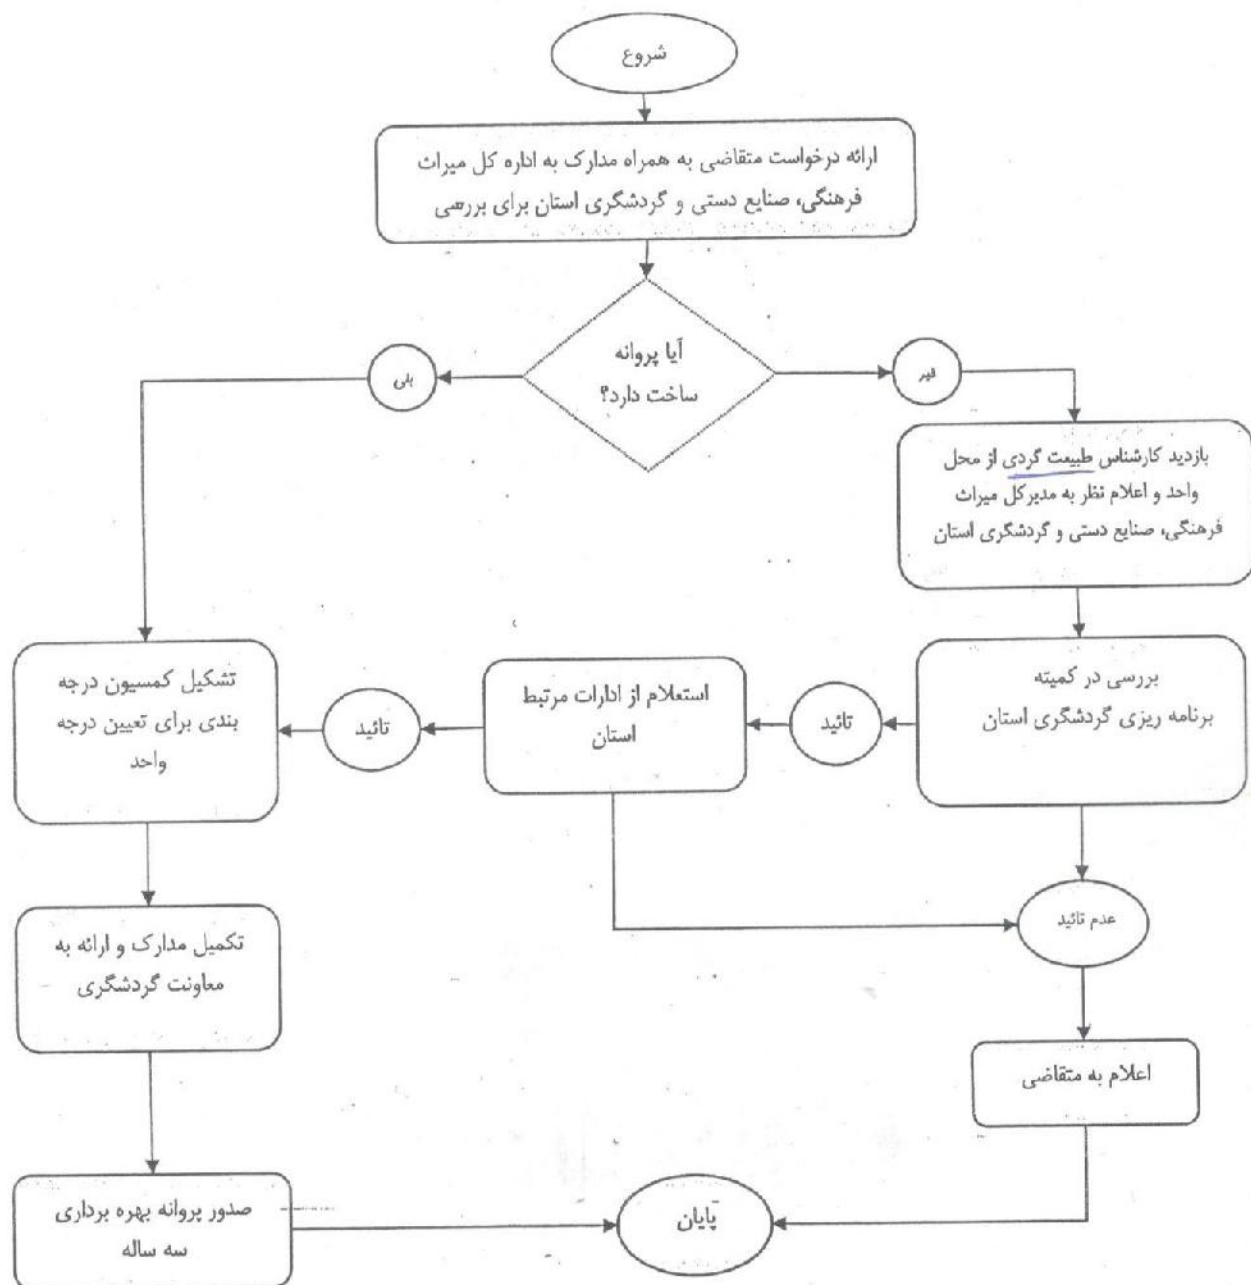 شروع
ارائه درخواست متقاضی به همراه مدارک به اداره کل میراث
فرهنگی، صنایع دستی و گردشگری استان برای بررسی
آیا پروانه
ساخت دارد؟
خیر
بلی
بازدید کارشناس طبیعت گردی از محل
واحد و اعلام نظر به مدیرکل میراث
فرهنگی، صنایع دستی و گردشگری استان
بررسی در کمیته
برنامه ریزی گردشگری استان
تائید
استعلام از ادارات مرتبط
استان
تائید
تشکیل کمسیون درجه
بندی برای تعیین درجه
واحد
عدم تائید
تکمیل مدارک و ارائه به
معاونت گردشگری
اعلام به متقاضی
صدور پروانه بهره برداری
سه ساله
پایان